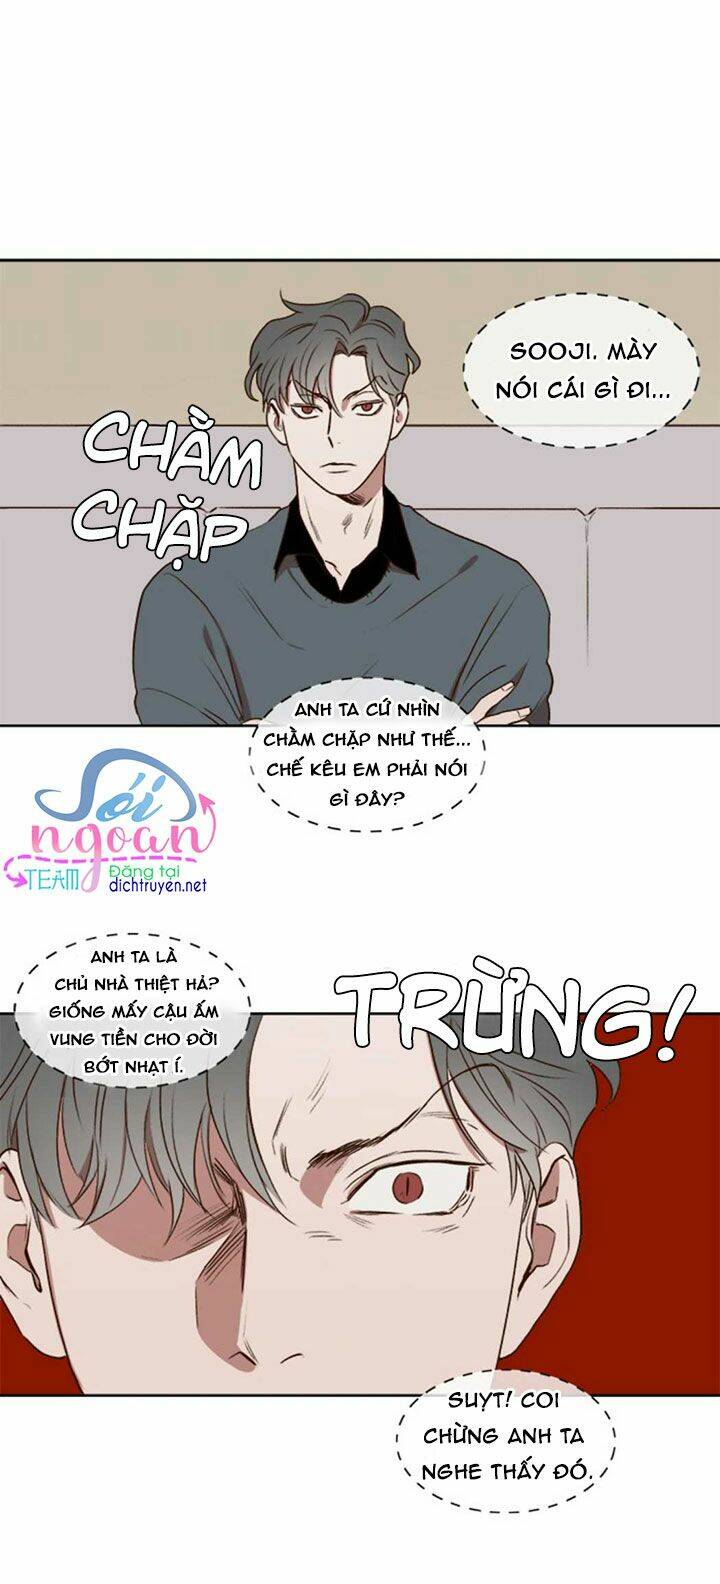 SOOJI. MÀY
NÓI CÁI GÌ ĐI...
CHẰM
CHẶP
ANH TA CỨ NHÌN
CHẰM CHẶP NHƯ THẾ...
CHẾ KÊU EM PHẢI NÓI
GÌ ĐÂY?
Sói
ngoan
TEAM
Đăng tại
dichtruyện.net
ANH TA LÀ
CHỦ NHÀ THIỆT HẢ?
GIỐNG MẤY CẬU ẤM
VUNG TIỀN CHO ĐỜI
BỚT NHẠT Í.
TRỪNG!
SUỴT! COI
CHỪNG ANH TA
NGHE THẤY ĐÓ.